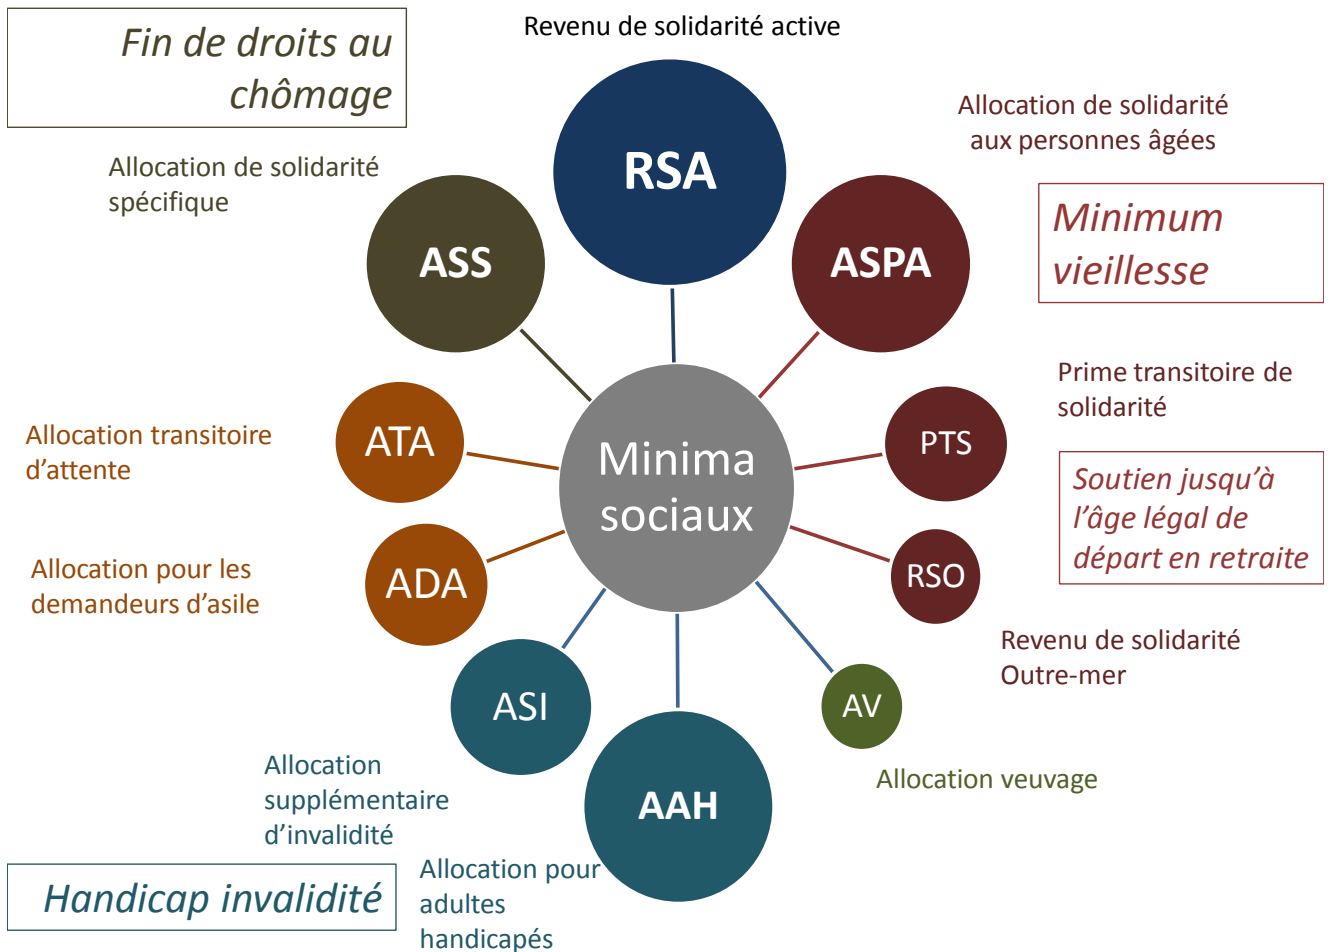 Fin de droits au
chômage
Revenu de solidarité active
Allocation de solidarité
aux personnes âgées
Allocation de solidarité
spécifique
RSA
ASS
ASPA
Minimum
vieillesse
Prime transitoire de
solidarité
Allocation transitoire
d’attente
ATA
PTS
Minima
sociaux
Soutien jusqu’à
l’âge légal de
départ en retraite
Allocation pour les
demandeurs d’asile
ADA
RSO
Revenu de solidarité
Outre-mer
ASI
AV
Allocation
supplémentaire
d’invalidité
AAH
Allocation veuvage
Handicap invalidité
Allocation pour
adultes
handicapés